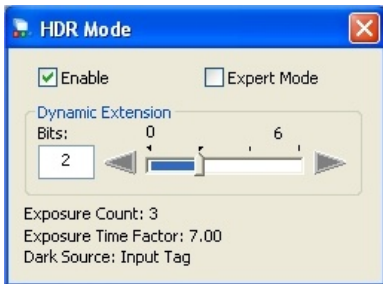 HDR Mode
Enable Expert Mode
Dynamic Extension
Bits: 0 6
2
Exposure Count: 3
Exposure Time Factor: 7.00
Dark Source: Input Tag